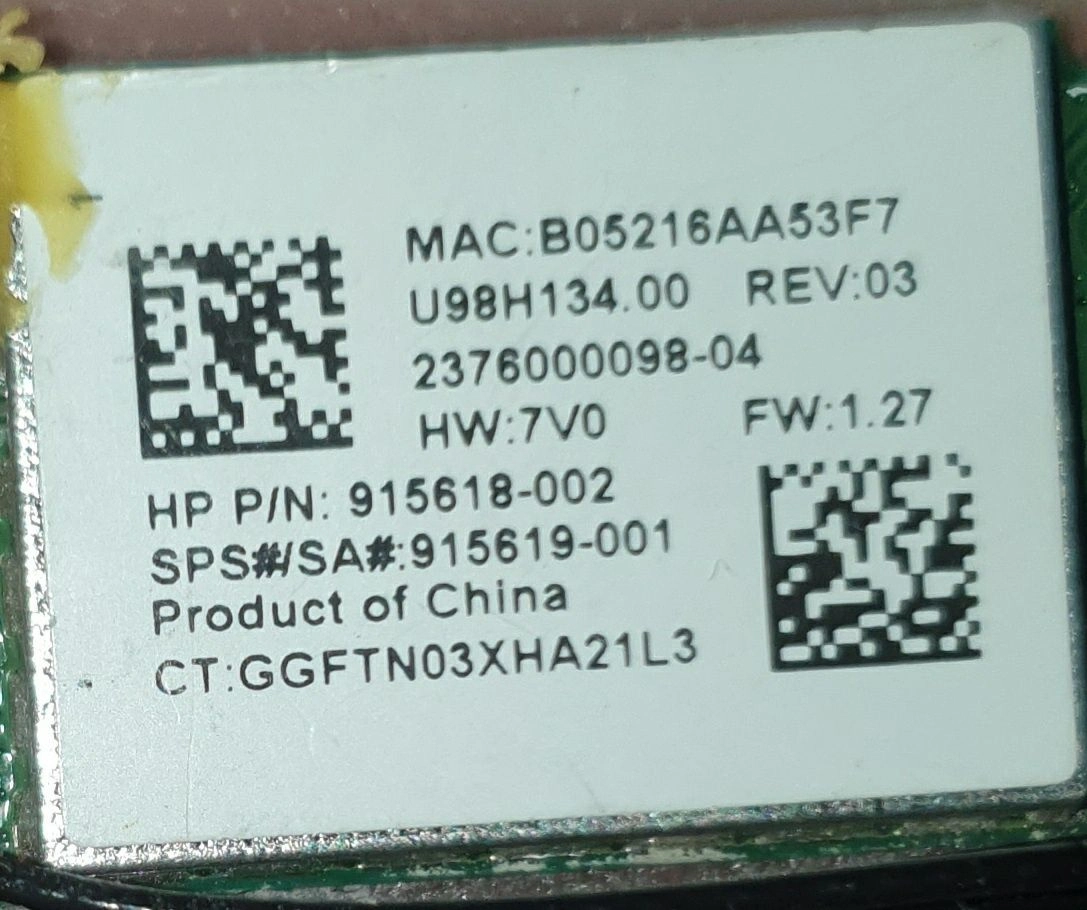 MAC:B05216AA53F7
U98H134.00 REV:03
2376000098-04
HW:7V0 FW:1.27
HP P/N: 915618-002
SPS#/SA#:915619-001
Product of China
CT:GGFTN03XHA21L3